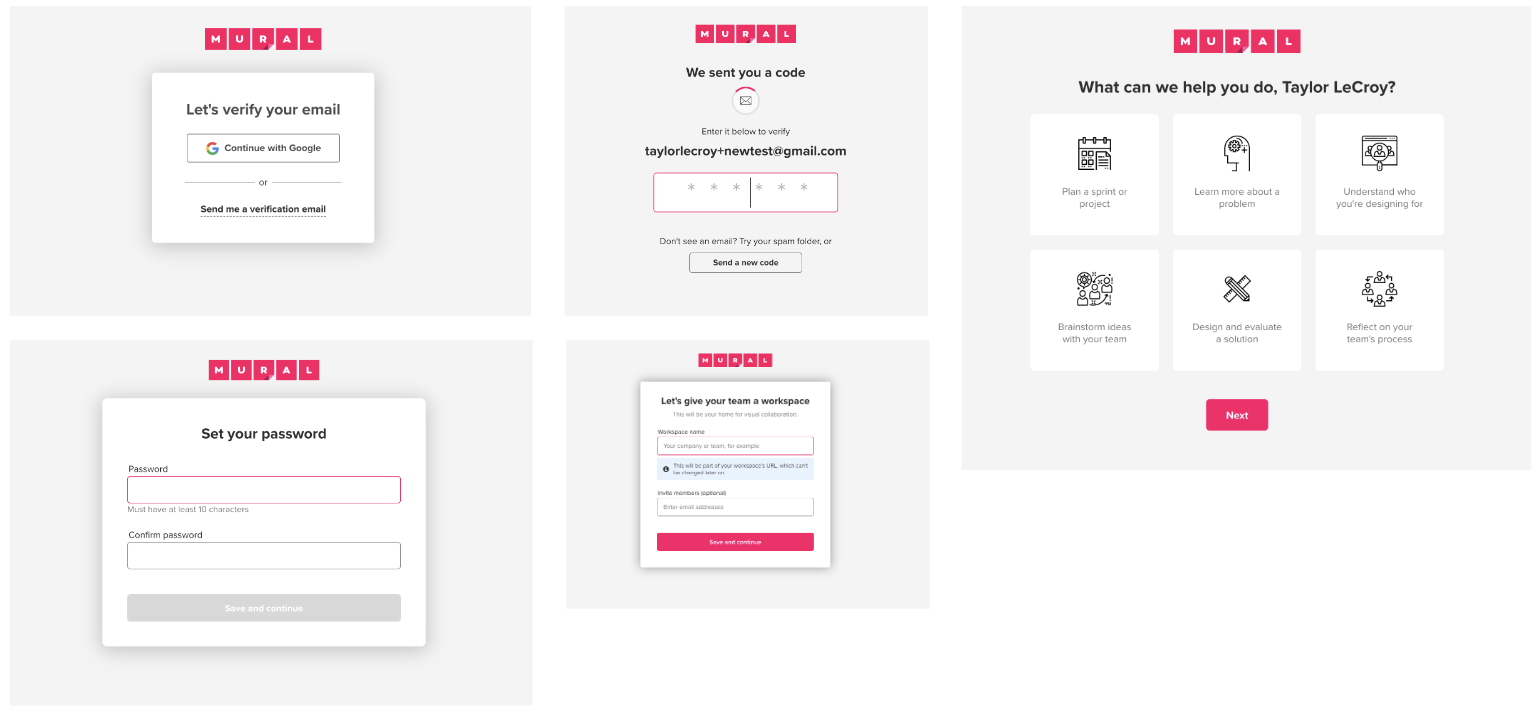 MURAL
Let's verify your email
Continue with Google
or
Send me a verification email
MURAL
We sent you a code
Enter it below to verify
taylorlecroy+newtest@gmail.com
* * * * * *
Don't see an email? Try your spam folder, or
Send a new code
MURAL
What can we help you do, Taylor LeCroy?
Plan a sprint or
project
Learn more about a
problem
Understand who
you're designing for
Brainstorm ideas
with your team
Design and evaluate
a solution
Reflect on your
team's process
Next
MURAL
Set your password
Password
Must have at least 10 characters
Confirm password
Save and continue
MURAL
Let's give your team a workspace
This will be your home for visual collaboration.
Workspace name
Your company or team, for example
This will be part of your workspace's URL, which can't
be changed later on.
Invite members (optional)
Enter email addresses
Save and continue